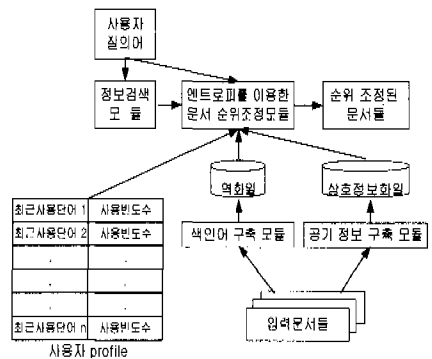 사용자
질의어
정보검색
모 듈
엔트로피를 이용한
문서 순위조정모듈
순위 조정된
문서들
역화일
상호정보화일
최근사용단어 1 사용빈도수
최근사용단어 2 사용빈도수
. .
. .
. .
최근사용단어 n 사용빈도수
사용자 profile
색인어 구축 모듈
공기 정보 구축 모듈
입력문서들